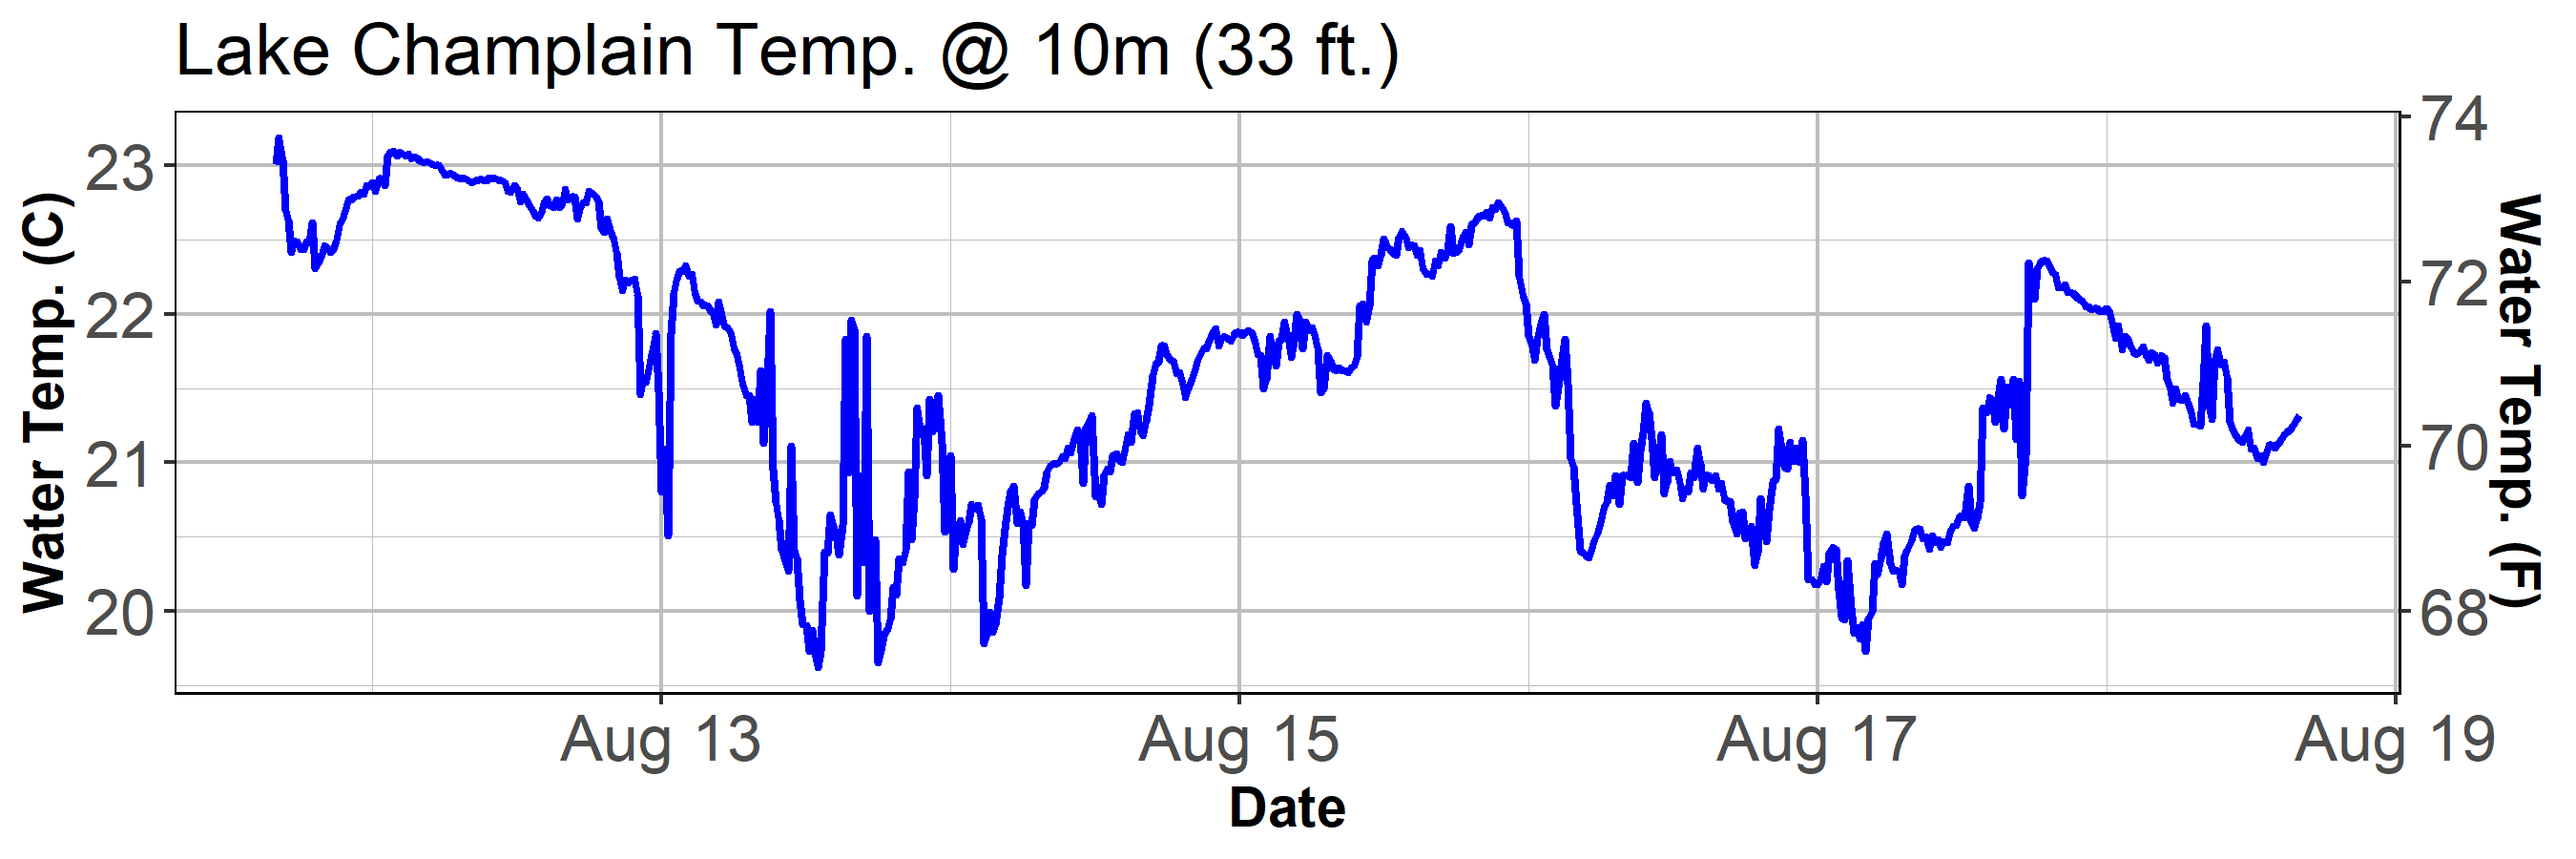 Lake Champlain Temp. @ 10m (33 ft.)
Water Temp. (C)
23
22
21
20
74
72
70
68
Water Temp. (F)
Aug 13
Aug 15
Aug 17
Aug 19
Date